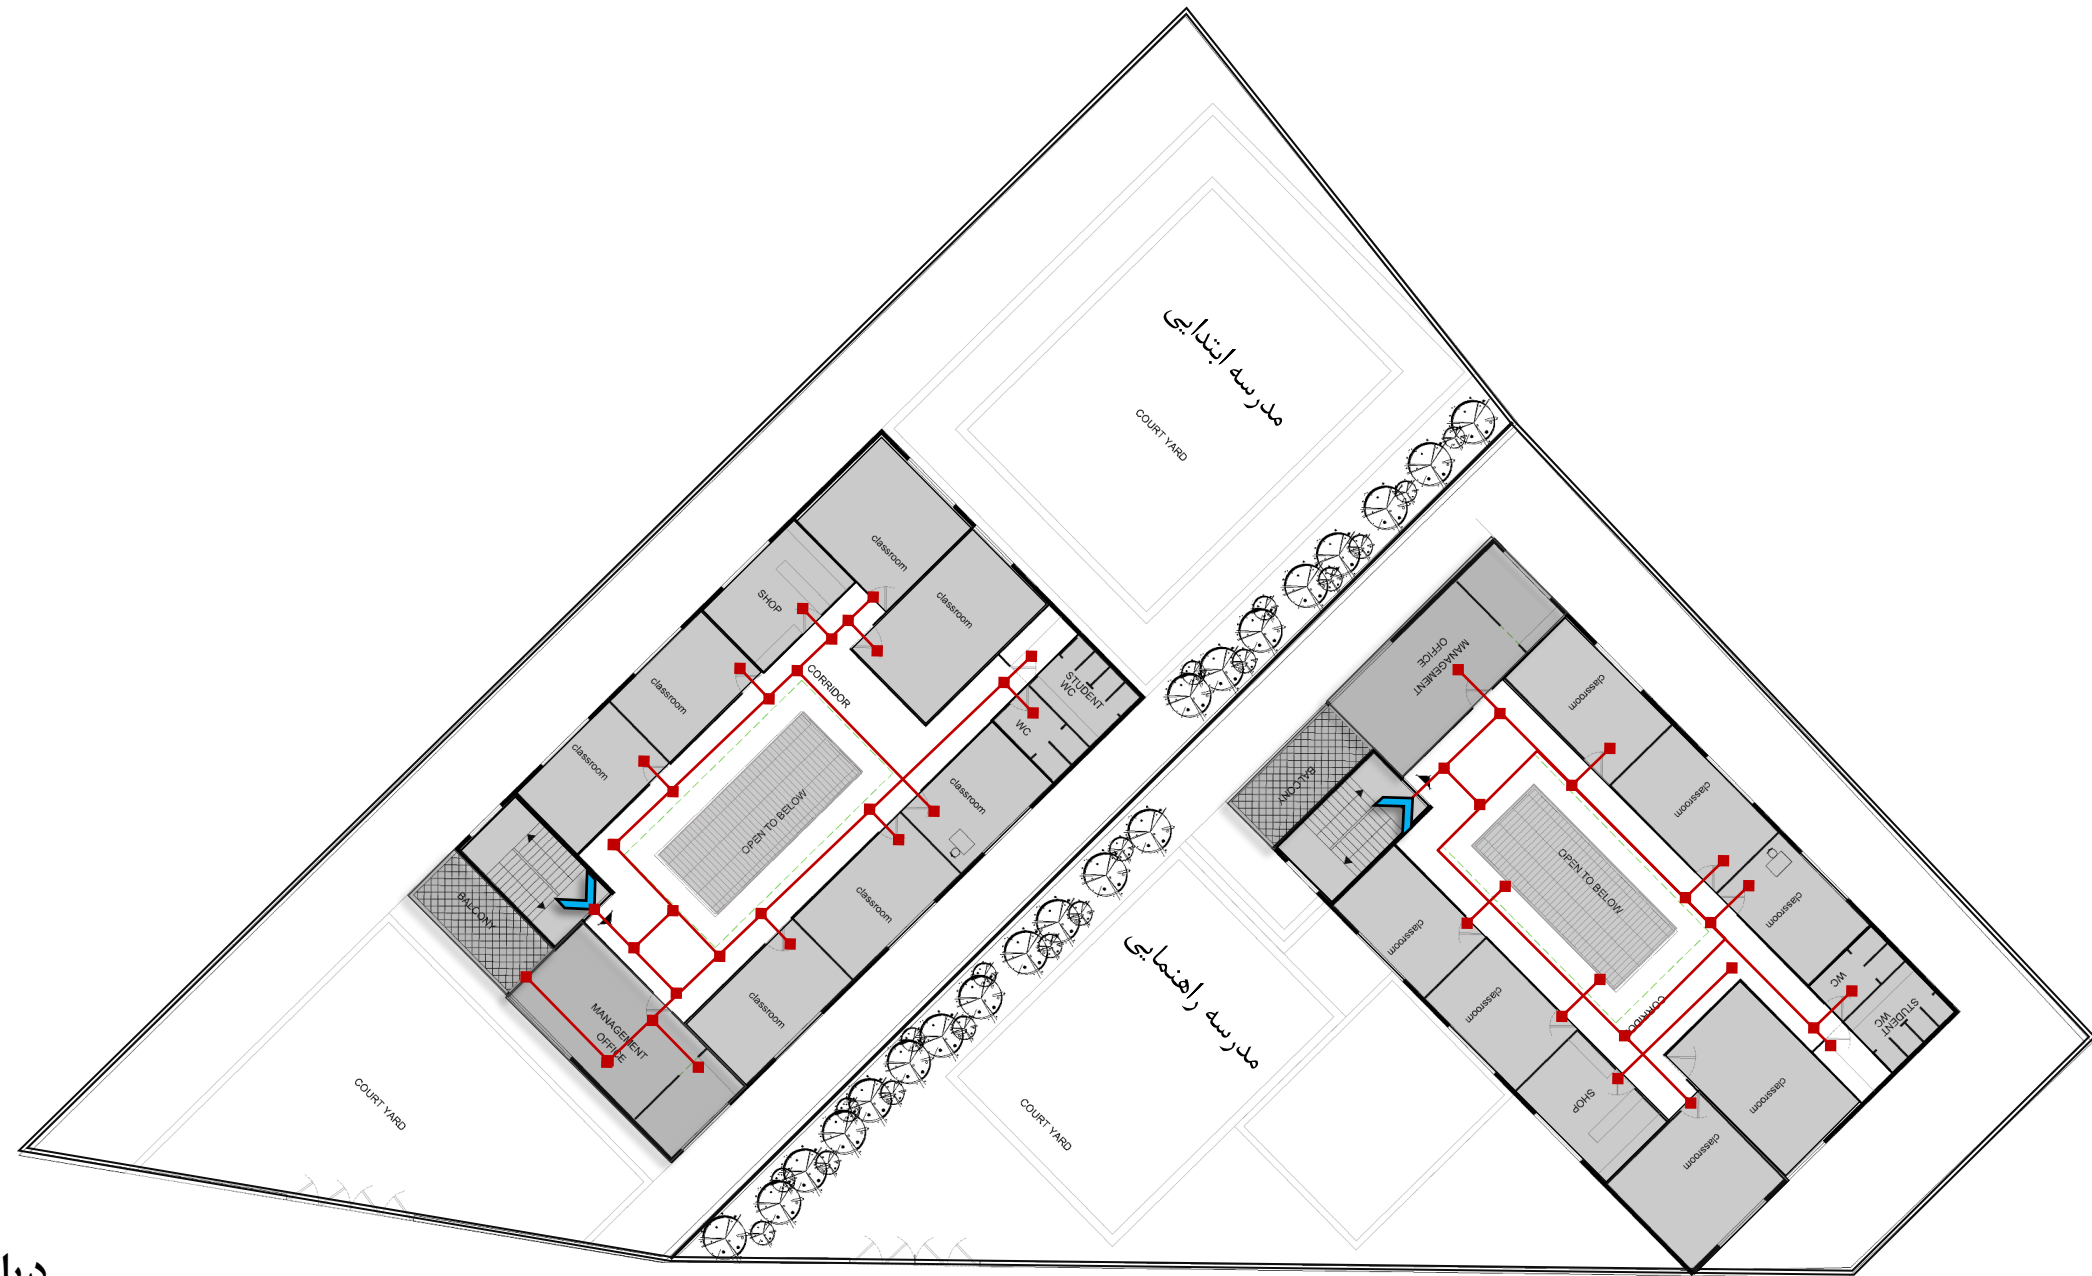 مدرسه ابتدایی
COURT YARD
classroom
classroom
SHOP
classroom
classroom
CORRIDOR
STUDENT
WC
WC
classroom
OPEN TO BELOW
classroom
classroom
BALCONY
MANAGEMENT
OFFICE
COURT YARD
MANAGEMENT
OFFICE
classroom
BALCONY
classroom
OPEN TO BELOW
classroom
classroom
classroom
WC
STUDENT
WC
CORRIDOR
SHOP
classroom
classroom
مدرسه راهنمایی
COURT YARD